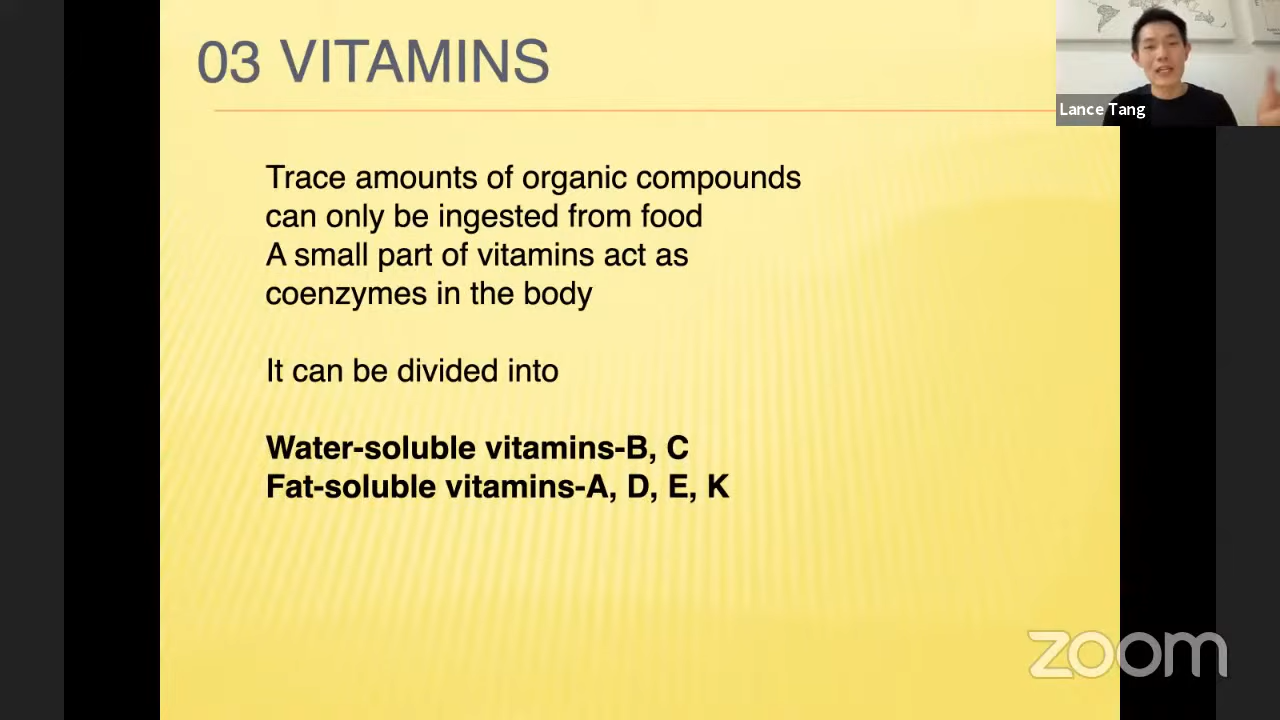 03 VITAMINS
Lance Tang
Trace amounts of organic compounds
can only be ingested from food
A small part of vitamins act as
coenzymes in the body
It can be divided into
Water-soluble vitamins-B, C
Fat-soluble vitamins-A, D, E, K
zoom